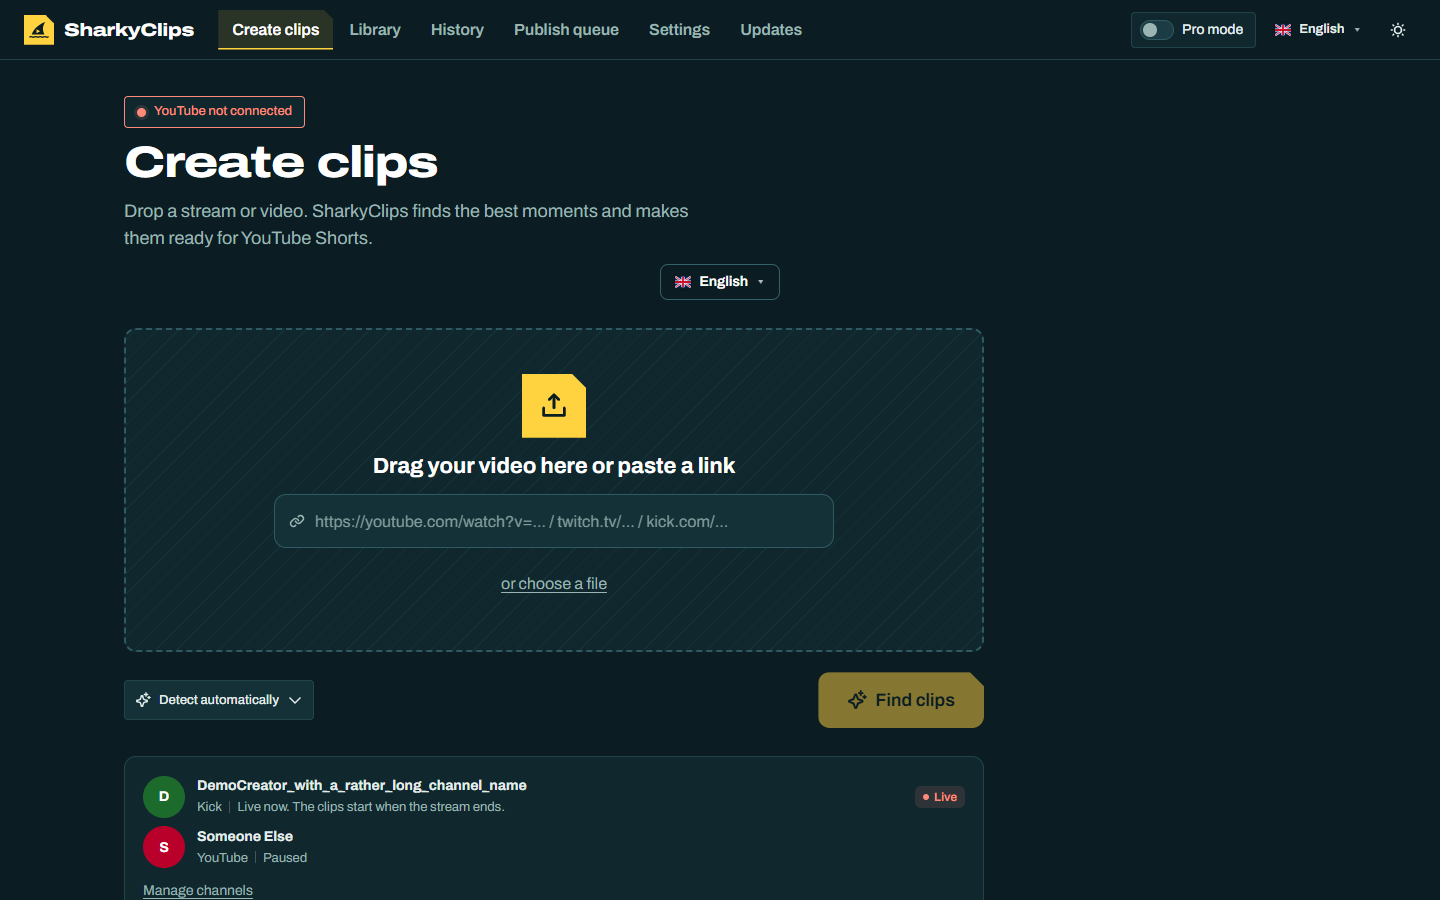 SharkyClips
Create clips
Library
History
Publish queue
Settings
Updates
Pro mode
English
YouTube not connected
Create clips
Drop a stream or video. SharkyClips finds the best moments and makes
them ready for YouTube Shorts.
English
Drag your video here or paste a link
https://youtube.com/watch?v=... / twitch.tv/... / kick.com/...
or choose a file
Detect automatically
Find clips
D
DemoCreator_with_a_rather_long_channel_name
Kick | Live now. The clips start when the stream ends.
Live
S
Someone Else
YouTube | Paused
Manage channels